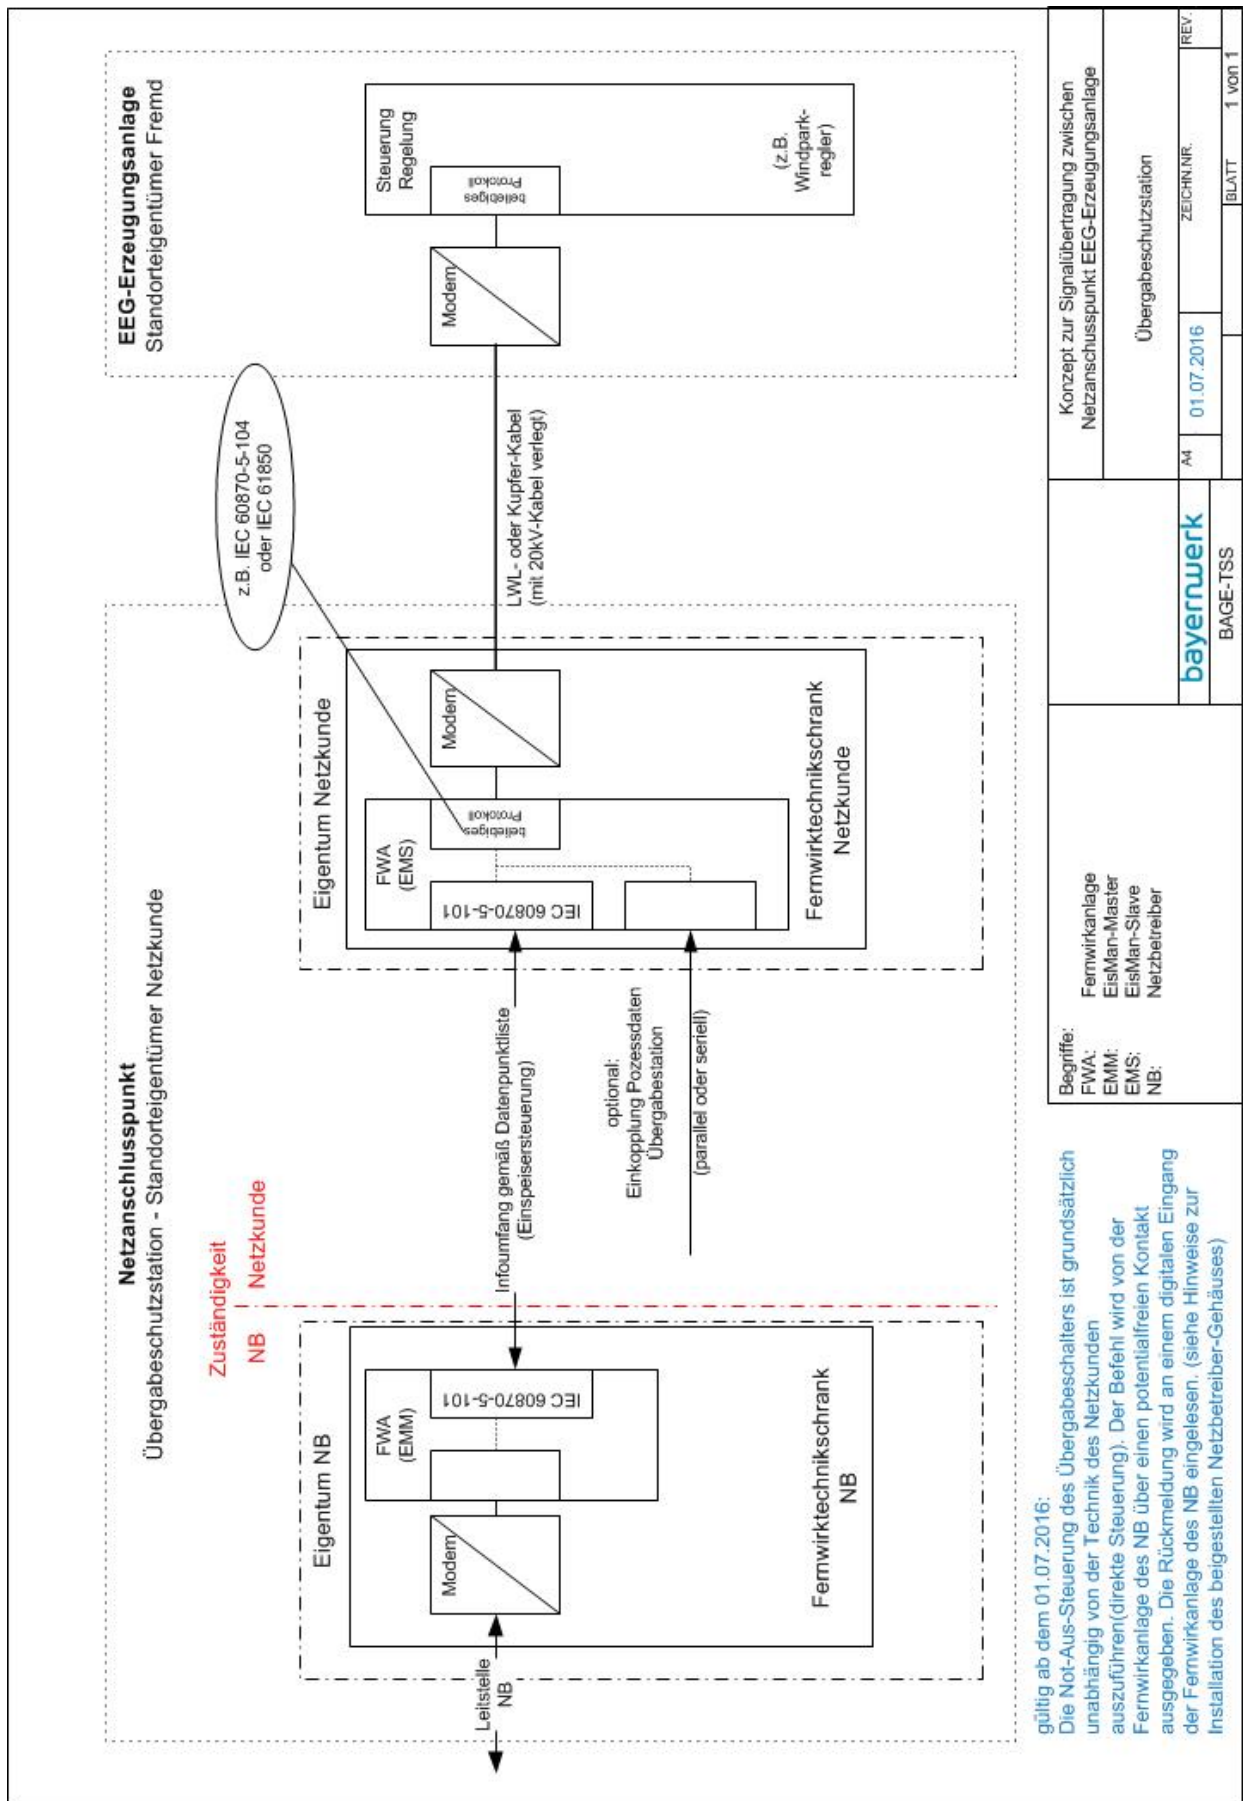 Netzanschlusspunkt
Übergabeschutzstation - Standorteigentümer Netzkunde
Zuständigkeit
NB
Netzkunde
Leitstelle
NB
Eigentum NB
Modem
FWA
(EMM)
IEC 60870-5-101
Fernwirktechnikschrank
NB
Infoumfang gemäß Datenpunktliste
(Einspeisersteuerung)
optional:
Einkopplung Pozessdaten
Übergabestation
(parallel oder seriell)
Eigentum Netzkunde
FWA
(EMS)
IEC 60870-5-101
beliebiges
Protokoll
Modem
Fernwirktechnikschrank
Netzkunde
z.B. IEC 60870-5-104
oder IEC 61850
LWL- oder Kupfer-Kabel
(mit 20kV-Kabel verlegt)
EEG-Erzeugungsanlage
Standorteigentümer Fremd
Modem
beliebiges
Protokoll
Steuerung
Regelung
(z.B.
Windpark-
regler)
gültig ab dem 01.07.2016:
Die Not-Aus-Steuerung des Übergabeschalters ist grundsätzlich
unabhängig von der Technik des Netzkunden
auszuführen(direkte Steuerung). Der Befehl wird von der
Fernwirkanlage des NB über einen potentialfreien Kontakt
ausgegeben. Die Rückmeldung wird an einem digitalen Eingang
der Fernwirkanlage des NB eingelesen. (siehe Hinweise zur
Installation des beigestellten Netzbetreiber-Gehäuses)
Begriffe:
FWA: Fernwirkanlage
EMM: EisMan-Master
EMS: EisMan-Slave
NB: Netzbetreiber
bayernwerk
BAGE-TSS
Konzept zur Signalübertragung zwischen
Netzanschusspunkt EEG-Erzeugungsanlage
Übergabeschutzstation
A4 01.07.2016 ZEICHN.NR. REV.
BLATT 1 von 1